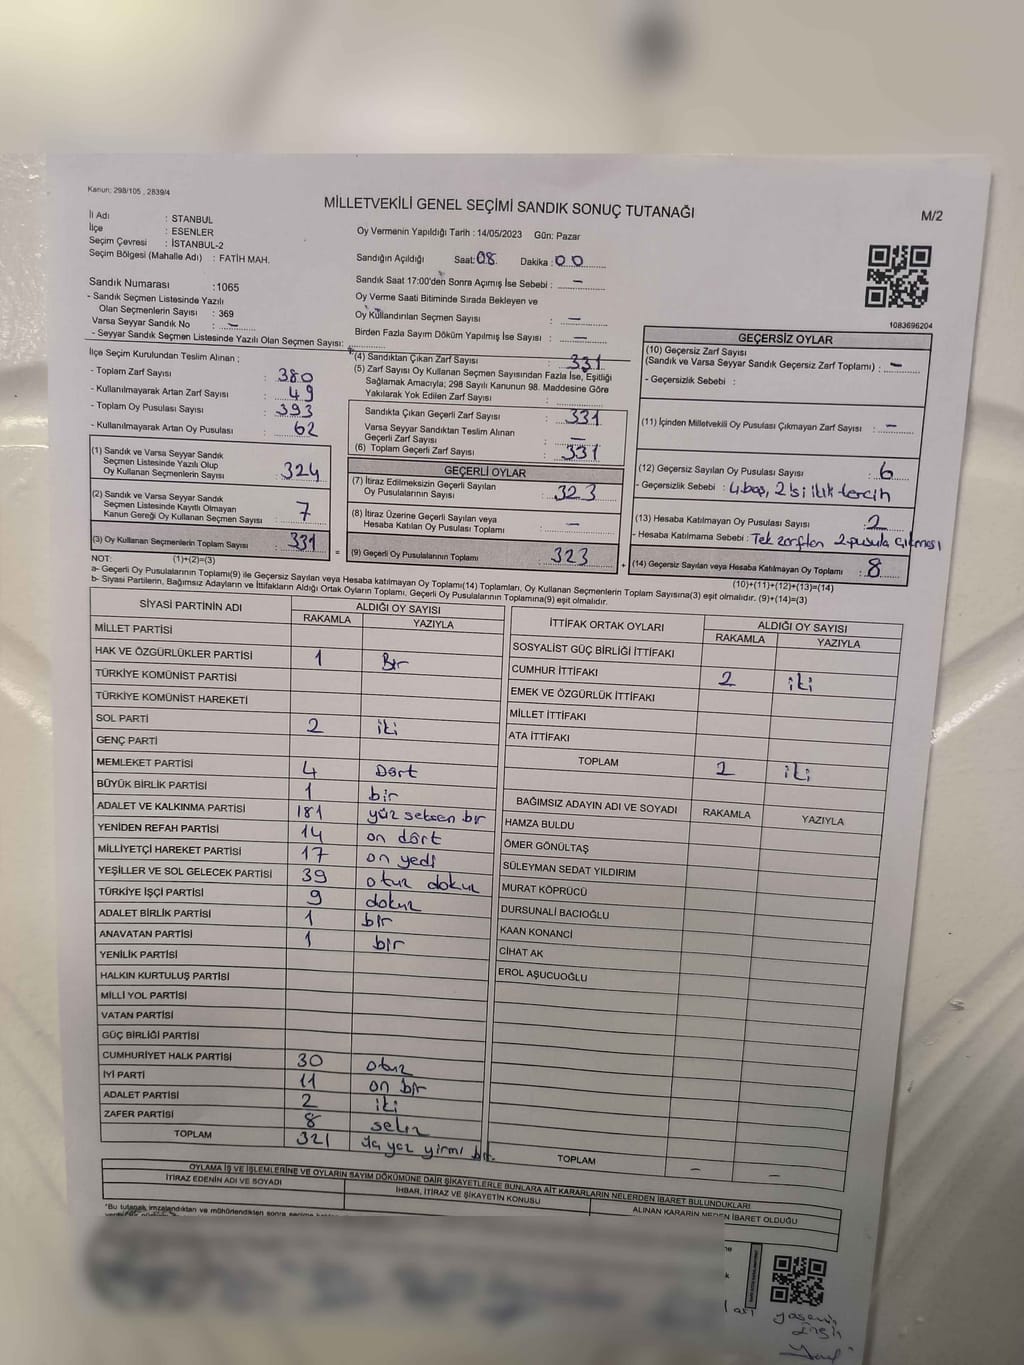 Kanun: 298/105 , 2839/4
MİLLETVEKİLİ GENEL SEÇİMİ SANDIK SONUÇ TUTANAĞI
M/2
İl Adı : STANBUL
İlçe : ESENLER
Seçim Çevresi : İSTANBUL-2
Seçim Bölgesi (Mahalle Adı) : FATİH MAH.
Sandık Numarası :1065
- Sandık Seçmen Listesinde Yazılı
Olan Seçmenlerin Sayısı : 369
Varsa Seyyar Sandık No : -
- Seyyar Sandık Seçmen Listesinde Yazılı Olan Seçmen Sayısı:
İlçe Seçim Kurulundan Teslim Alınan ;
- Toplam Zarf Sayısı : 380
- Kullanılmayarak Artan Zarf Sayısı : 49
- Toplam Oy Pusulası Sayısı : 393
- Kullanılmayarak Artan Oy Pusulası : 62
(1) Sandık ve Varsa Seyyar Sandık
Seçmen Listesinde Yazılı Olup
Oy Kullanan Seçmenlerin Sayısı : 324
(2) Sandık ve Varsa Seyyar Sandık
Seçmen Listesinde Kayıtlı Olmayan
Kanun Gereği Oy Kullanan Seçmen Sayısı : 7
(3) Oy Kullanan Seçmenlerin Toplam Sayısı : 331
Oy Vermenin Yapıldığı Tarih : 14/05/2023 Gün: Pazar
Sandığın Açıldığı Saat: 08 Dakika : 00
Sandık Saat 17:00'den Sonra Açımış İse Sebebi : -
Oy Verme Saati Bitiminde Sırada Bekleyen ve
Oy Kullandırılan Seçmen Sayısı : -
Birden Fazla Sayım Döküm Yapılmış İse Sayısı : -
(4) Sandıktan Çıkan Zarf Sayısı : 331
(5) Zarf Sayısı Oy Kullanan Seçmen Sayısından Fazla İse, Eşitliği
Sağlamak Amacıyla; 298 Sayılı Kanunun 98. Maddesine Göre
Yakılarak Yok Edilen Zarf Sayısı :
Sandıkta Çıkan Geçerli Zarf Sayısı : 331
Varsa Seyyar Sandıktan Teslim Alınan
Geçerli Zarf Sayısı : -
(6) Toplam Geçerli Zarf Sayısı : 331
GEÇERLİ OYLAR
(7) İtiraz Edilmeksizin Geçerli Sayılan
Oy Pusulalarının Sayısı : 323
(8) İtiraz Üzerine Geçerli Sayılan veya
Hesaba Katılan Oy Pusulası Toplamı : -
= (9) Geçerli Oy Pusulalarının Toplamı : 323 +
1083696204
GEÇERSİZ OYLAR
(10) Geçersiz Zarf Sayısı
(Sandık ve Varsa Seyyar Sandık Geçersiz Zarf Toplamı) : -
- Geçersizlik Sebebi :
(11) İçinden Milletvekili Oy Pusulası Çıkmayan Zarf Sayısı : -
(12) Geçersiz Sayılan Oy Pusulası Sayısı : 6
- Geçersizlik Sebebi : 4 boş, 2'si ilik tercih
(13) Hesaba Katılmayan Oy Pusulası Sayısı : 2
- Hesaba Katılmama Sebebi : Tek zarftan 2 pusula çıkması
(14) Geçersiz Sayılan veya Hesaba Katılmayan Oy Toplamı : 8
NOT: (1)+(2)=(3)
(10)+(11)+(12)+(13)=(14)
a- Geçerli Oy Pusulalarının Toplamı(9) ile Geçersiz Sayılan veya Hesaba katılmayan Oy Toplamı(14) Toplamları, Oy Kullanan Seçmenlerin Toplam Sayısına(3) eşit olmalıdır. (9)+(14)=(3)
b- Siyasi Partilerin, Bağımsız Adayların ve İttifakların Aldığı Ortak Oyların Toplamı, Geçerli Oy Pusulalarının Toplamına(9) eşit olmalıdır.
SİYASİ PARTİNİN ADI ALDIĞI OY SAYISI
RAKAMLA YAZIYLA
MİLLET PARTİSİ
HAK VE ÖZGÜRLÜKLER PARTİSİ 1 Bir
TÜRKİYE KOMÜNİST PARTİSİ
TÜRKİYE KOMÜNİST HAREKETİ
SOL PARTİ 2 iki
GENÇ PARTİ
MEMLEKET PARTİSİ 4 Dört
BÜYÜK BİRLİK PARTİSİ 1 bir
ADALET VE KALKINMA PARTİSİ 181 yüz seksen bir
YENİDEN REFAH PARTİSİ 14 on dört
MİLLİYETÇİ HAREKET PARTİSİ 17 on yedi
YEŞİLLER VE SOL GELECEK PARTİSİ 39 otuz dokuz
TÜRKİYE İŞÇİ PARTİSİ 9 dokuz
ADALET BİRLİK PARTİSİ 1 bir
ANAVATAN PARTİSİ 1 bir
YENİLİK PARTİSİ
HALKIN KURTULUŞ PARTİSİ
MİLLİ YOL PARTİSİ
VATAN PARTİSİ
GÜÇ BİRLİĞİ PARTİSİ
CUMHURİYET HALK PARTİSİ 30 otuz
İYİ PARTİ 11 on bir
ADALET PARTİSİ 2 iki
ZAFER PARTİSİ 8 sekiz
TOPLAM 321 üç yüz yirmi bir
İTTİFAK ORTAK OYLARI ALDIĞI OY SAYISI
RAKAMLA YAZIYLA
SOSYALİST GÜÇ BİRLİĞİ İTTİFAKI
CUMHUR İTTİFAKI 2 iki
EMEK VE ÖZGÜRLÜK İTTİFAKI
MİLLET İTTİFAKI
ATA İTTİFAKI
TOPLAM 2 iki
BAĞIMSIZ ADAYIN ADI VE SOYADI RAKAMLA YAZIYLA
HAMZA BULDU
ÖMER GÖNÜLTAŞ
SÜLEYMAN SEDAT YILDIRIM
MURAT KÖPRÜCÜ
DURSUNALİ BACIOĞLU
KAAN KONANCİ
CİHAT AK
EROL AŞUCUOĞLU
TOPLAM - -
OYLAMA İŞ VE İŞLEMLERİNE VE OYLARIN SAYIM DÖKÜMÜNE DAİR ŞİKAYETLERLE BUNLARA AİT KARARLARIN NELERDEN İBARET BULUNDUKLARI
İTİRAZ EDENİN ADI VE SOYADI İHBAR, İTİRAZ VE ŞİKAYETİN KONUSU ALINAN KARARIN NEDEN İBARET OLDUĞU
*Bu tutanak imzalandıktan ve mühürlendikten sonra